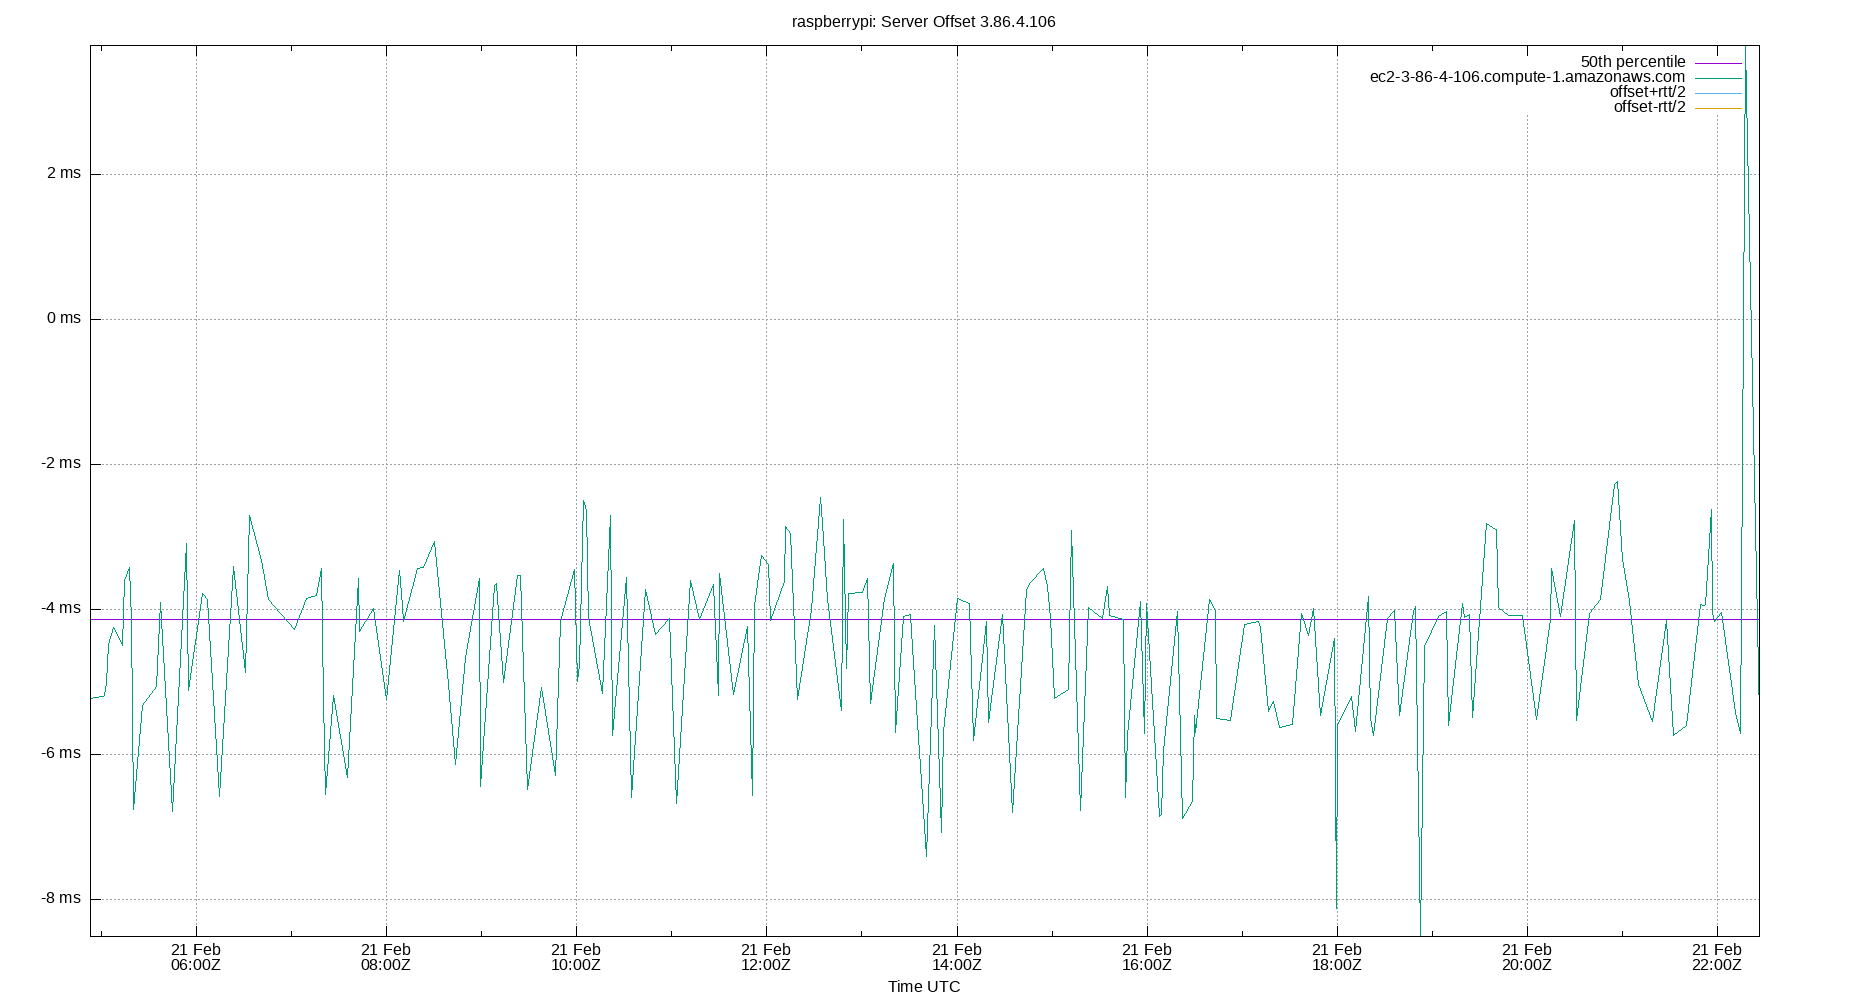 raspberrypi: Server Offset 3.86.4.106
50th percentile
ec2-3-86-4-106.compute-1.amazonaws.com
offset+rtt/2
offset-rtt/2
2 ms
0 ms
-2 ms
-4 ms
-6 ms
-8 ms
21 Feb 21 Feb 21 Feb 21 Feb 21 Feb 21 Feb 21 Feb 21 Feb 21 Feb
06:00Z 08:00Z 10:00Z 12:00Z 14:00Z 16:00Z 18:00Z 20:00Z 22:00Z
Time UTC